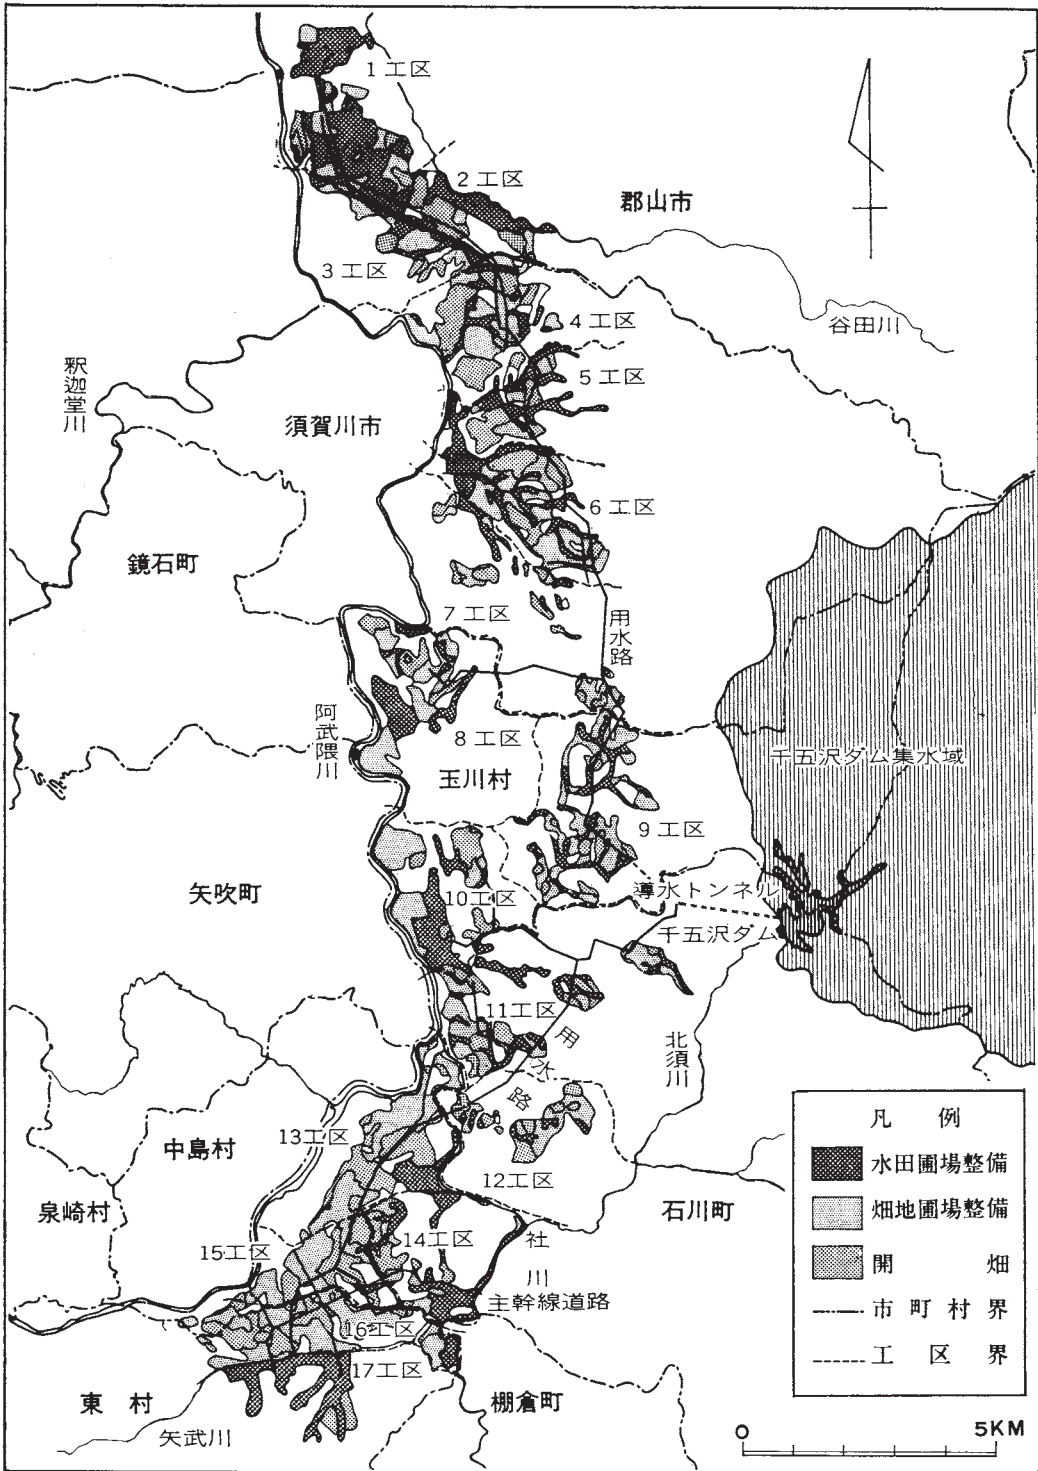 1工区
2工区
郡山市
3工区
4工区
谷田川
釈迦堂川
5工区
須賀川市
6工区
鏡石町
7工区
用水路
阿武隈川
8工区
千五沢ダム集水域
玉川村
9工区
矢吹町
導水トンネル
10工区
千五沢ダム
11工区
用水路
北須川
13工区
中島村
12工区
泉崎村
石川町
15工区
14工区
社川
主幹線道路
16工区
17工区
東村
棚倉町
矢武川
凡例
水田圃場整備
畑地圃場整備
開畑
市町村界
工区界
0 5KM